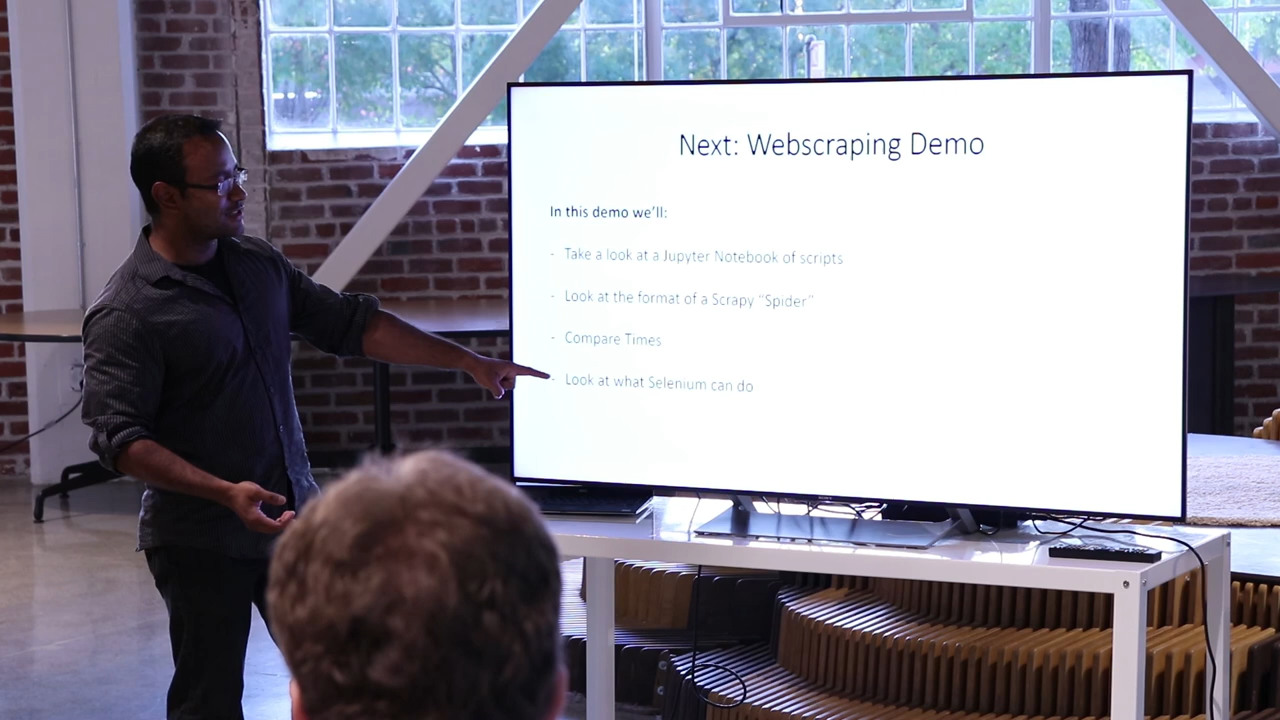 Next: Webscraping Demo
In this demo we'll:
- Take a look at a Jupyter Notebook of scripts
- Look at the format of a Scrapy “Spider”
- Compare Times
- Look at what Selenium can do
SONY